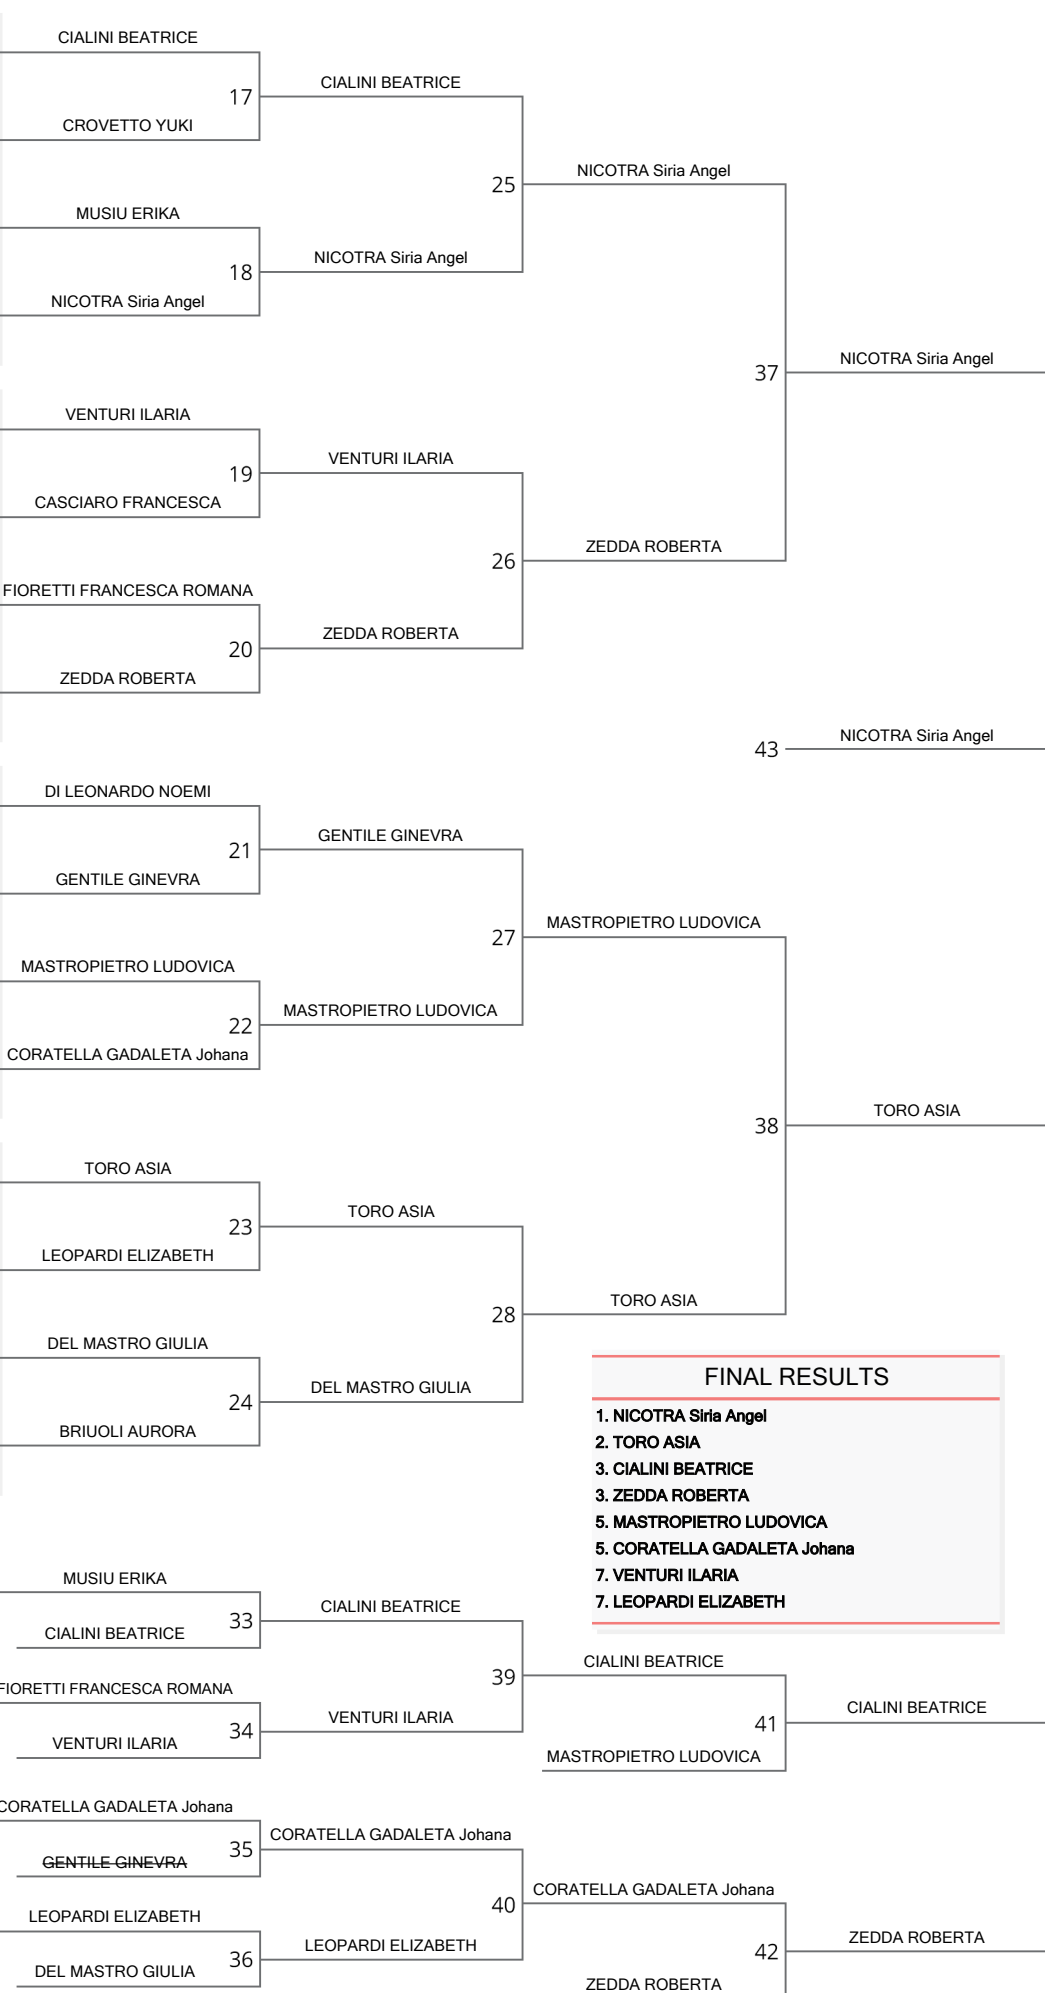 CIALINI BEATRICE
17
CIALINI BEATRICE
CROVETTO YUKI
25
NICOTRA Siria Angel
MUSIU ERIKA
18
NICOTRA Siria Angel
NICOTRA Siria Angel
37
NICOTRA Siria Angel
VENTURI ILARIA
19
VENTURI ILARIA
CASCIARO FRANCESCA
26
ZEDDA ROBERTA
FIORETTI FRANCESCA ROMANA
20
ZEDDA ROBERTA
ZEDDA ROBERTA
43
NICOTRA Siria Angel
DI LEONARDO NOEMI
21
GENTILE GINEVRA
GENTILE GINEVRA
27
MASTROPIETRO LUDOVICA
MASTROPIETRO LUDOVICA
22
MASTROPIETRO LUDOVICA
CORATELLA GADALETA Johana
38
TORO ASIA
TORO ASIA
23
TORO ASIA
LEOPARDI ELIZABETH
28
TORO ASIA
DEL MASTRO GIULIA
24
DEL MASTRO GIULIA
BRIUOLI AURORA
FINAL RESULTS
1. NICOTRA Siria Angel
2. TORO ASIA
3. CIALINI BEATRICE
3. ZEDDA ROBERTA
5. MASTROPIETRO LUDOVICA
5. CORATELLA GADALETA Johana
7. VENTURI ILARIA
7. LEOPARDI ELIZABETH
MUSIU ERIKA
33
CIALINI BEATRICE
CIALINI BEATRICE
39
CIALINI BEATRICE
FIORETTI FRANCESCA ROMANA
34
VENTURI ILARIA
VENTURI ILARIA
41
CIALINI BEATRICE
MASTROPIETRO LUDOVICA
CORATELLA GADALETA Johana
35
CORATELLA GADALETA Johana
GENTILE GINEVRA
40
CORATELLA GADALETA Johana
LEOPARDI ELIZABETH
36
LEOPARDI ELIZABETH
DEL MASTRO GIULIA
42
ZEDDA ROBERTA
ZEDDA ROBERTA